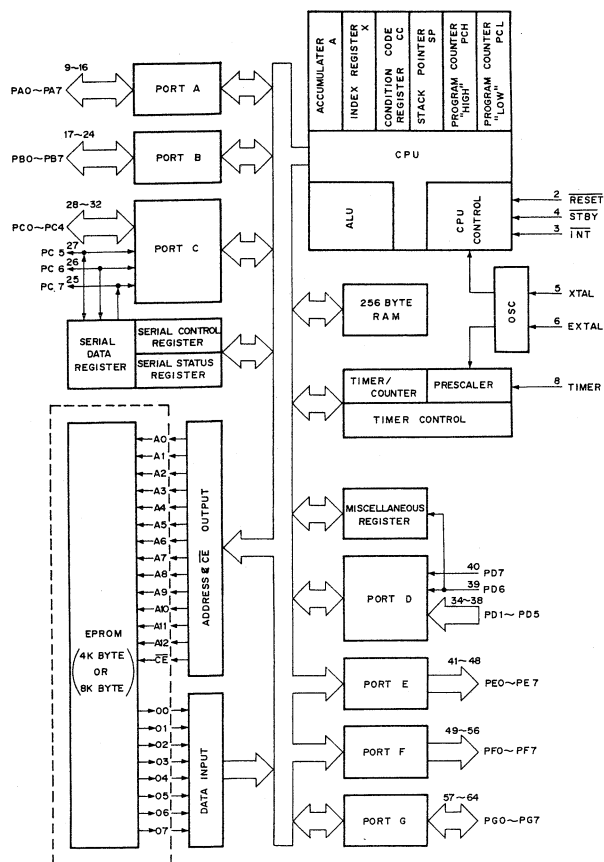 ACCUMULATER A
INDEX REGISTER X
CONDITION CODE REGISTER CC
STACK POINTER SP
PROGRAM COUNTER "HIGH" PCH
PROGRAM COUNTER "LOW" PCL
CPU
ALU
CPU CONTROL
2 RESET
4 STBY
3 INT
OSC
5 XTAL
6 EXTAL
9~16
PA0~PA7
PORT A
17~24
PB0~PB7
PORT B
28~32
PC0~PC4
PORT C
PC 5 27
PC 6 26
PC 7 25
SERIAL DATA REGISTER
SERIAL CONTROL REGISTER
SERIAL STATUS REGISTER
256 BYTE RAM
TIMER/COUNTER
PRESCALER
TIMER CONTROL
8 TIMER
EPROM
(4K BYTE OR 8K BYTE)
A0
A1
A2
A3
A4
A5
A6
A7
A8
A9
A10
A11
A12
CE
ADDRESS & CE OUTPUT
O0
O1
O2
O3
O4
O5
O6
O7
DATA INPUT
MISCELLANEOUS REGISTER
PORT D
40 PD7
39 PD6
34~38
PD1~PD5
PORT E
41~48
PE0~PE7
PORT F
49~56
PF0~PF7
PORT G
57~64
PG0~PG7